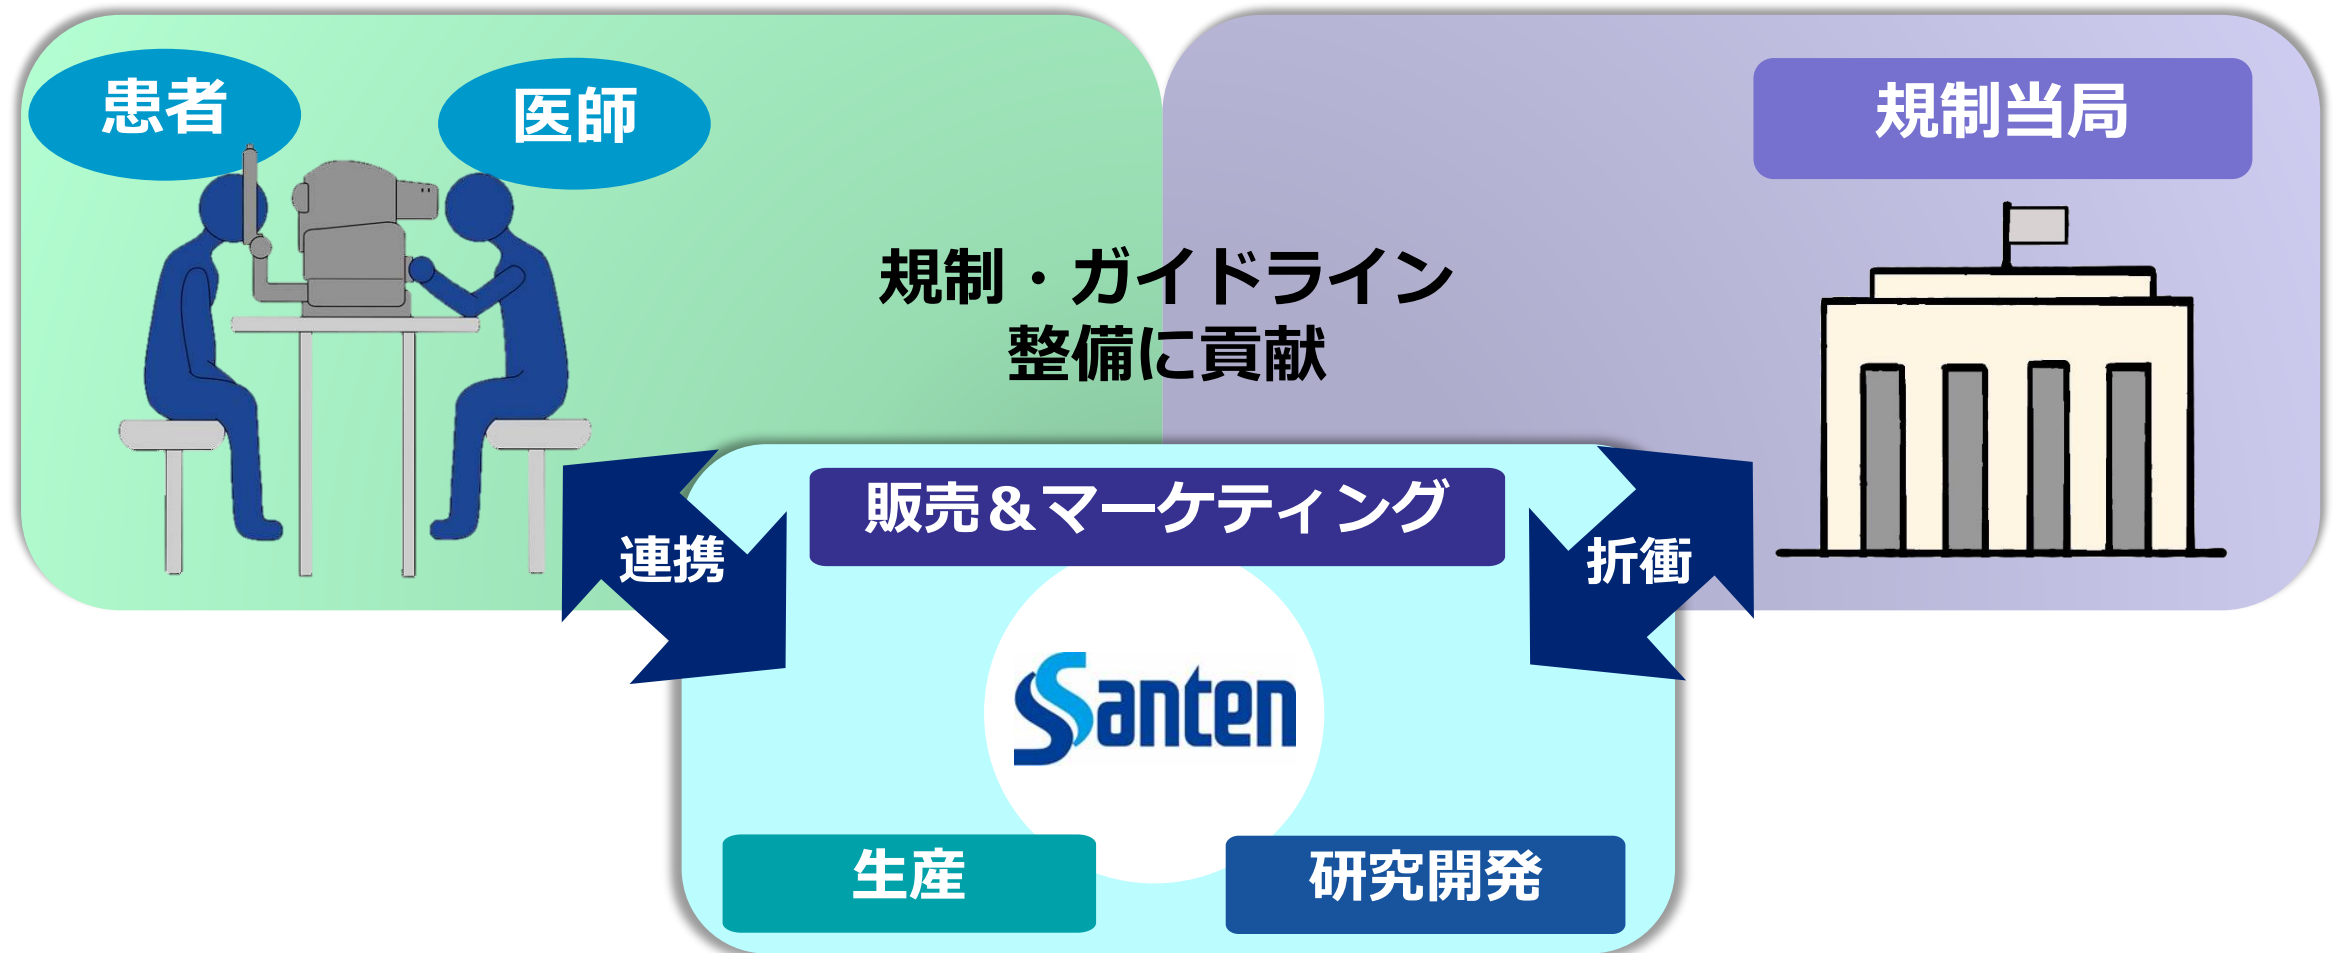 患者
医師
規制当局
規制・ガイドライン
整備に貢献
販売＆マーケティング
連携
折衝
Santen
生産
研究開発